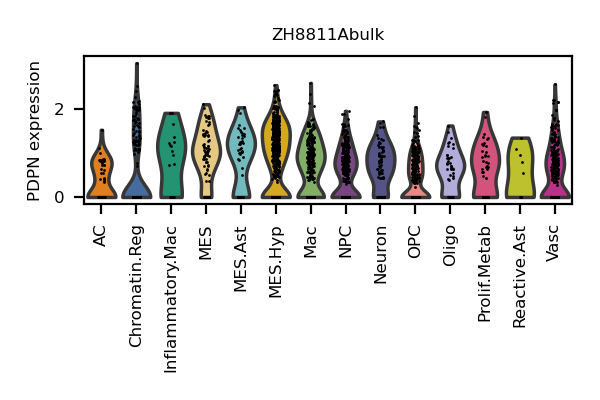 ZH8811Abulk
PDPN expression
2
0
AC
Chromatin.Reg
Inflammatory.Mac
MES
MES.Ast
MES.Hyp
Mac
NPC
Neuron
OPC
Oligo
Prolif.Metab
Reactive.Ast
Vasc